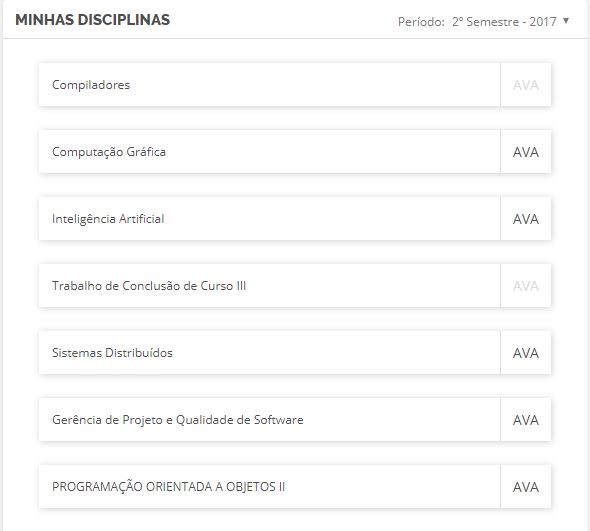 MINHAS DISCIPLINAS Período: 2º Semestre - 2017 ▼
Compiladores AVA
Computação Gráfica AVA
Inteligência Artificial AVA
Trabalho de Conclusão de Curso III AVA
Sistemas Distribuídos AVA
Gerência de Projeto e Qualidade de Software AVA
PROGRAMAÇÃO ORIENTADA A OBJETOS II AVA